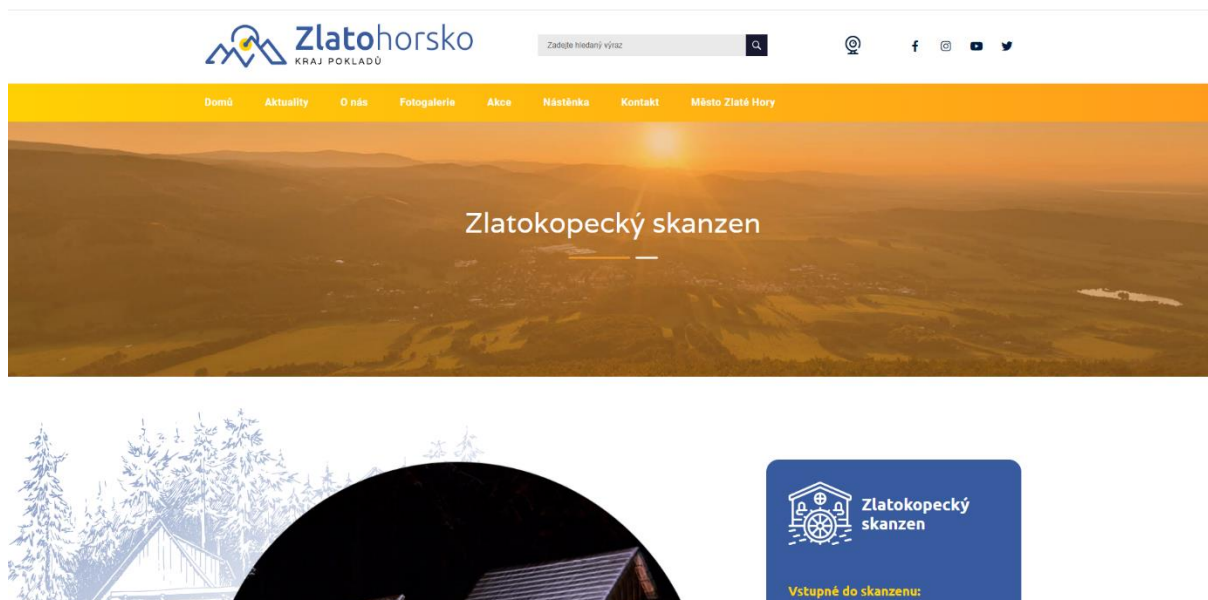 Zlatohorsko
KRAJ POKLADŮ
Zadejte hledaný výraz
Domů Aktuality O nás Fotogalerie Akce Nástěnka Kontakt Město Zlaté Hory
Zlatokopecký skanzen
Zlatokopecký
skanzen
Vstupné do skanzenu: